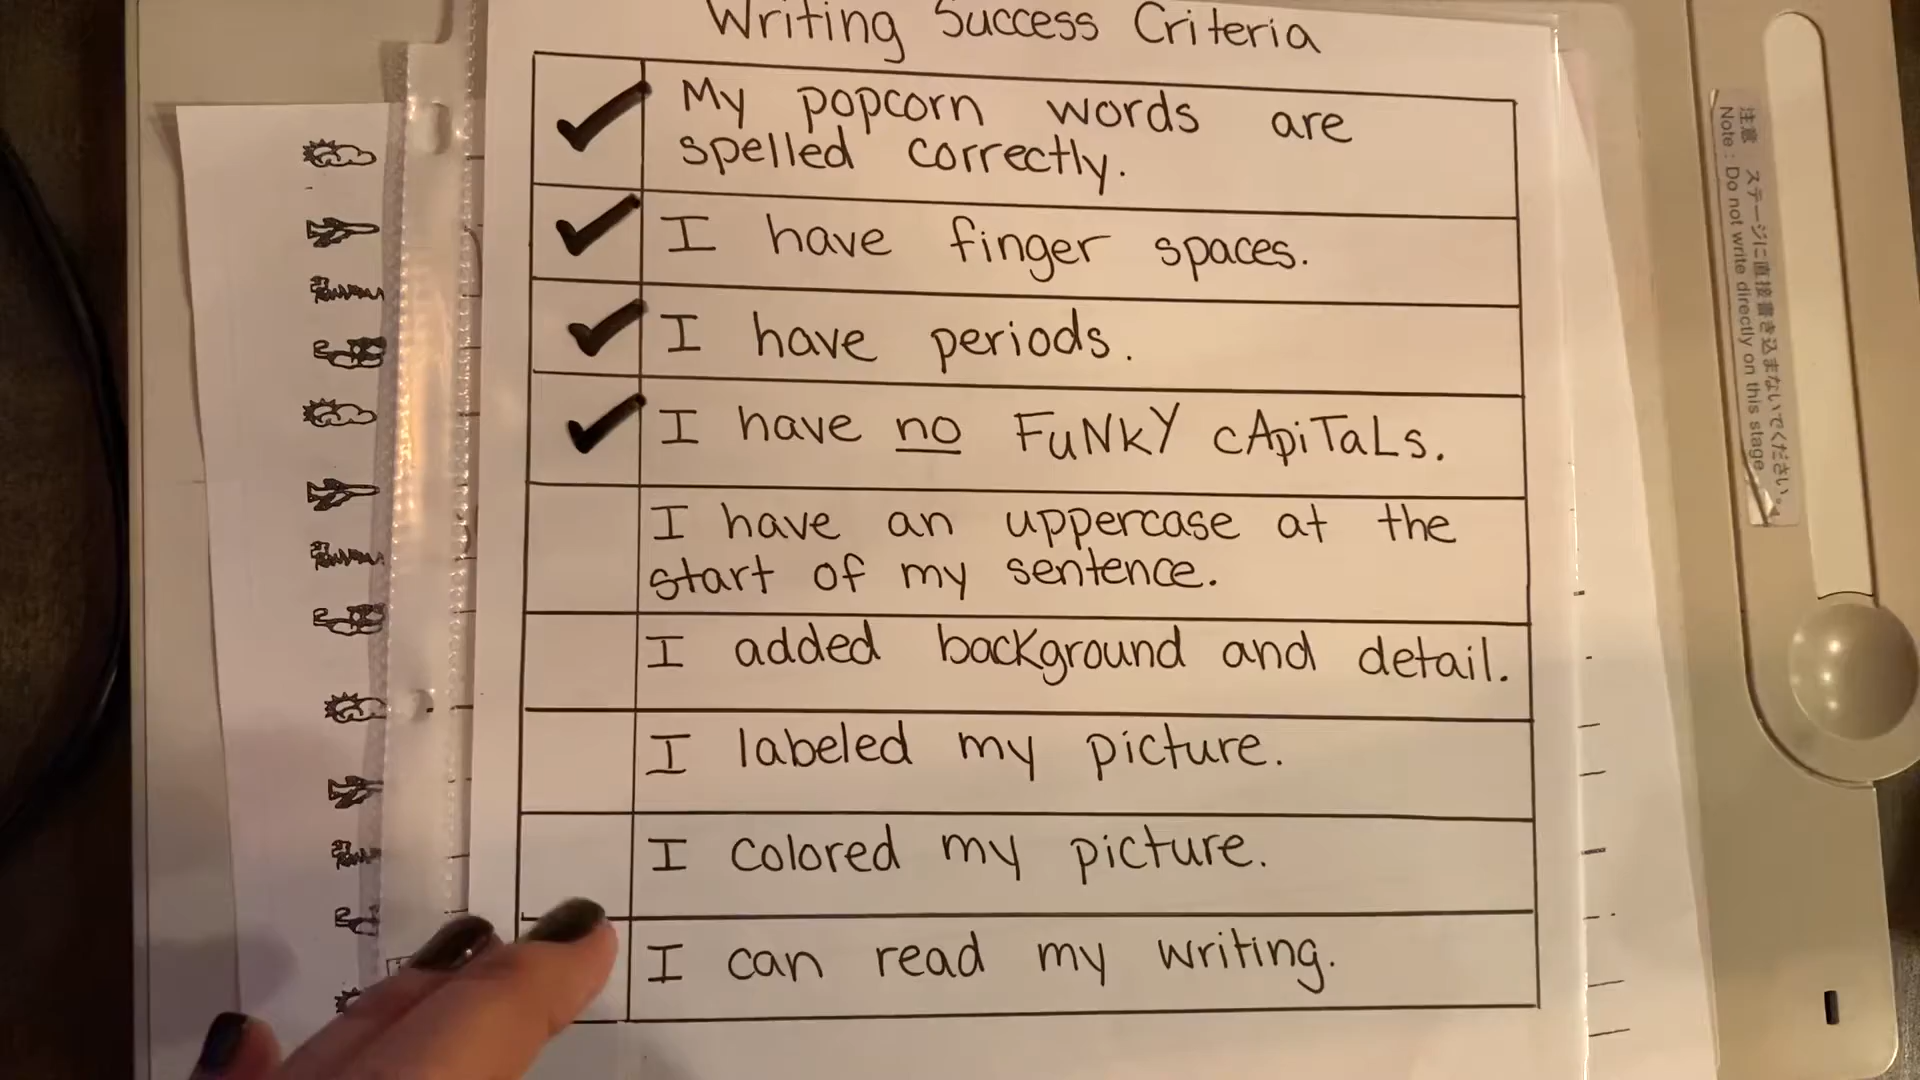 Writing Success Criteria
My popcorn words are
spelled correctly.
I have finger spaces.
I have periods.
I have no FuNkY cApiTaLs.
I have an uppercase at the
start of my sentence.
I added background and detail.
I labeled my picture.
I colored my picture.
I can read my writing.
注意 ステージに直接書き込まないでください。
Note : Do not write directly on this stage